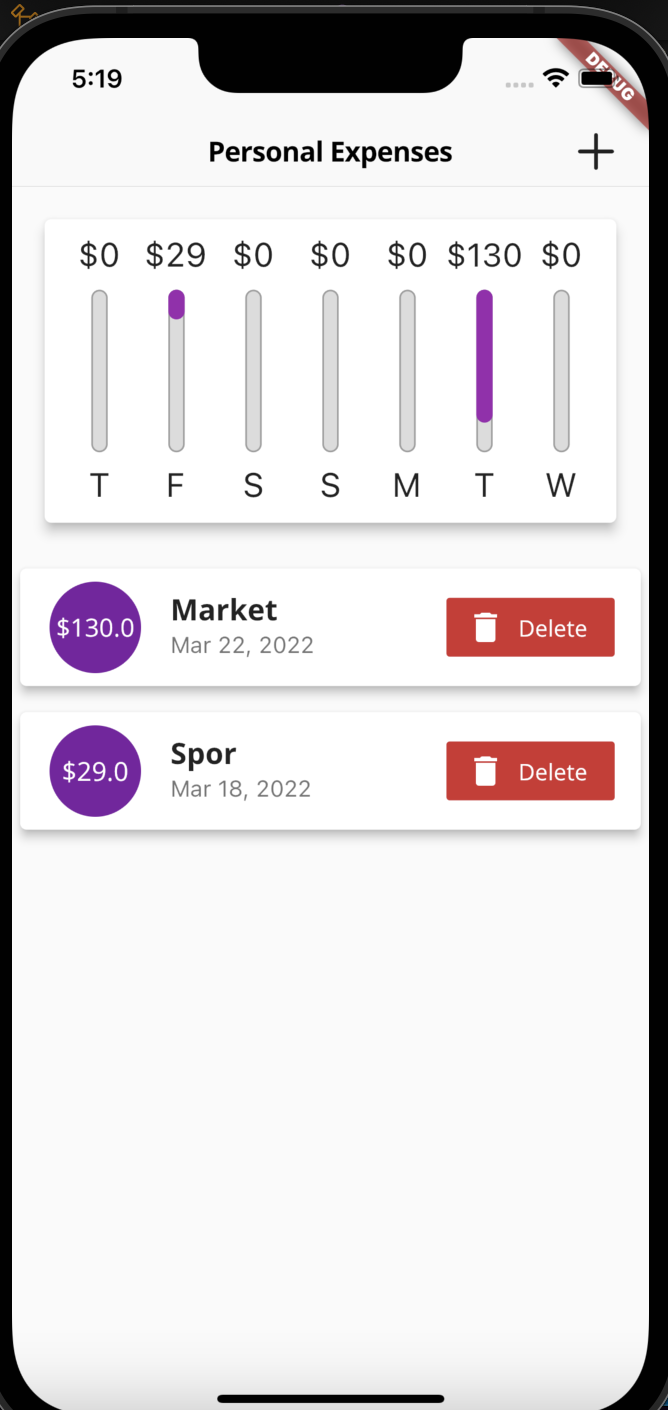 5:19
DEBUG
Personal Expenses
$0 $29 $0 $0 $0 $130 $0
T F S S M T W
$130.0
Market
Mar 22, 2022
Delete
$29.0
Spor
Mar 18, 2022
Delete